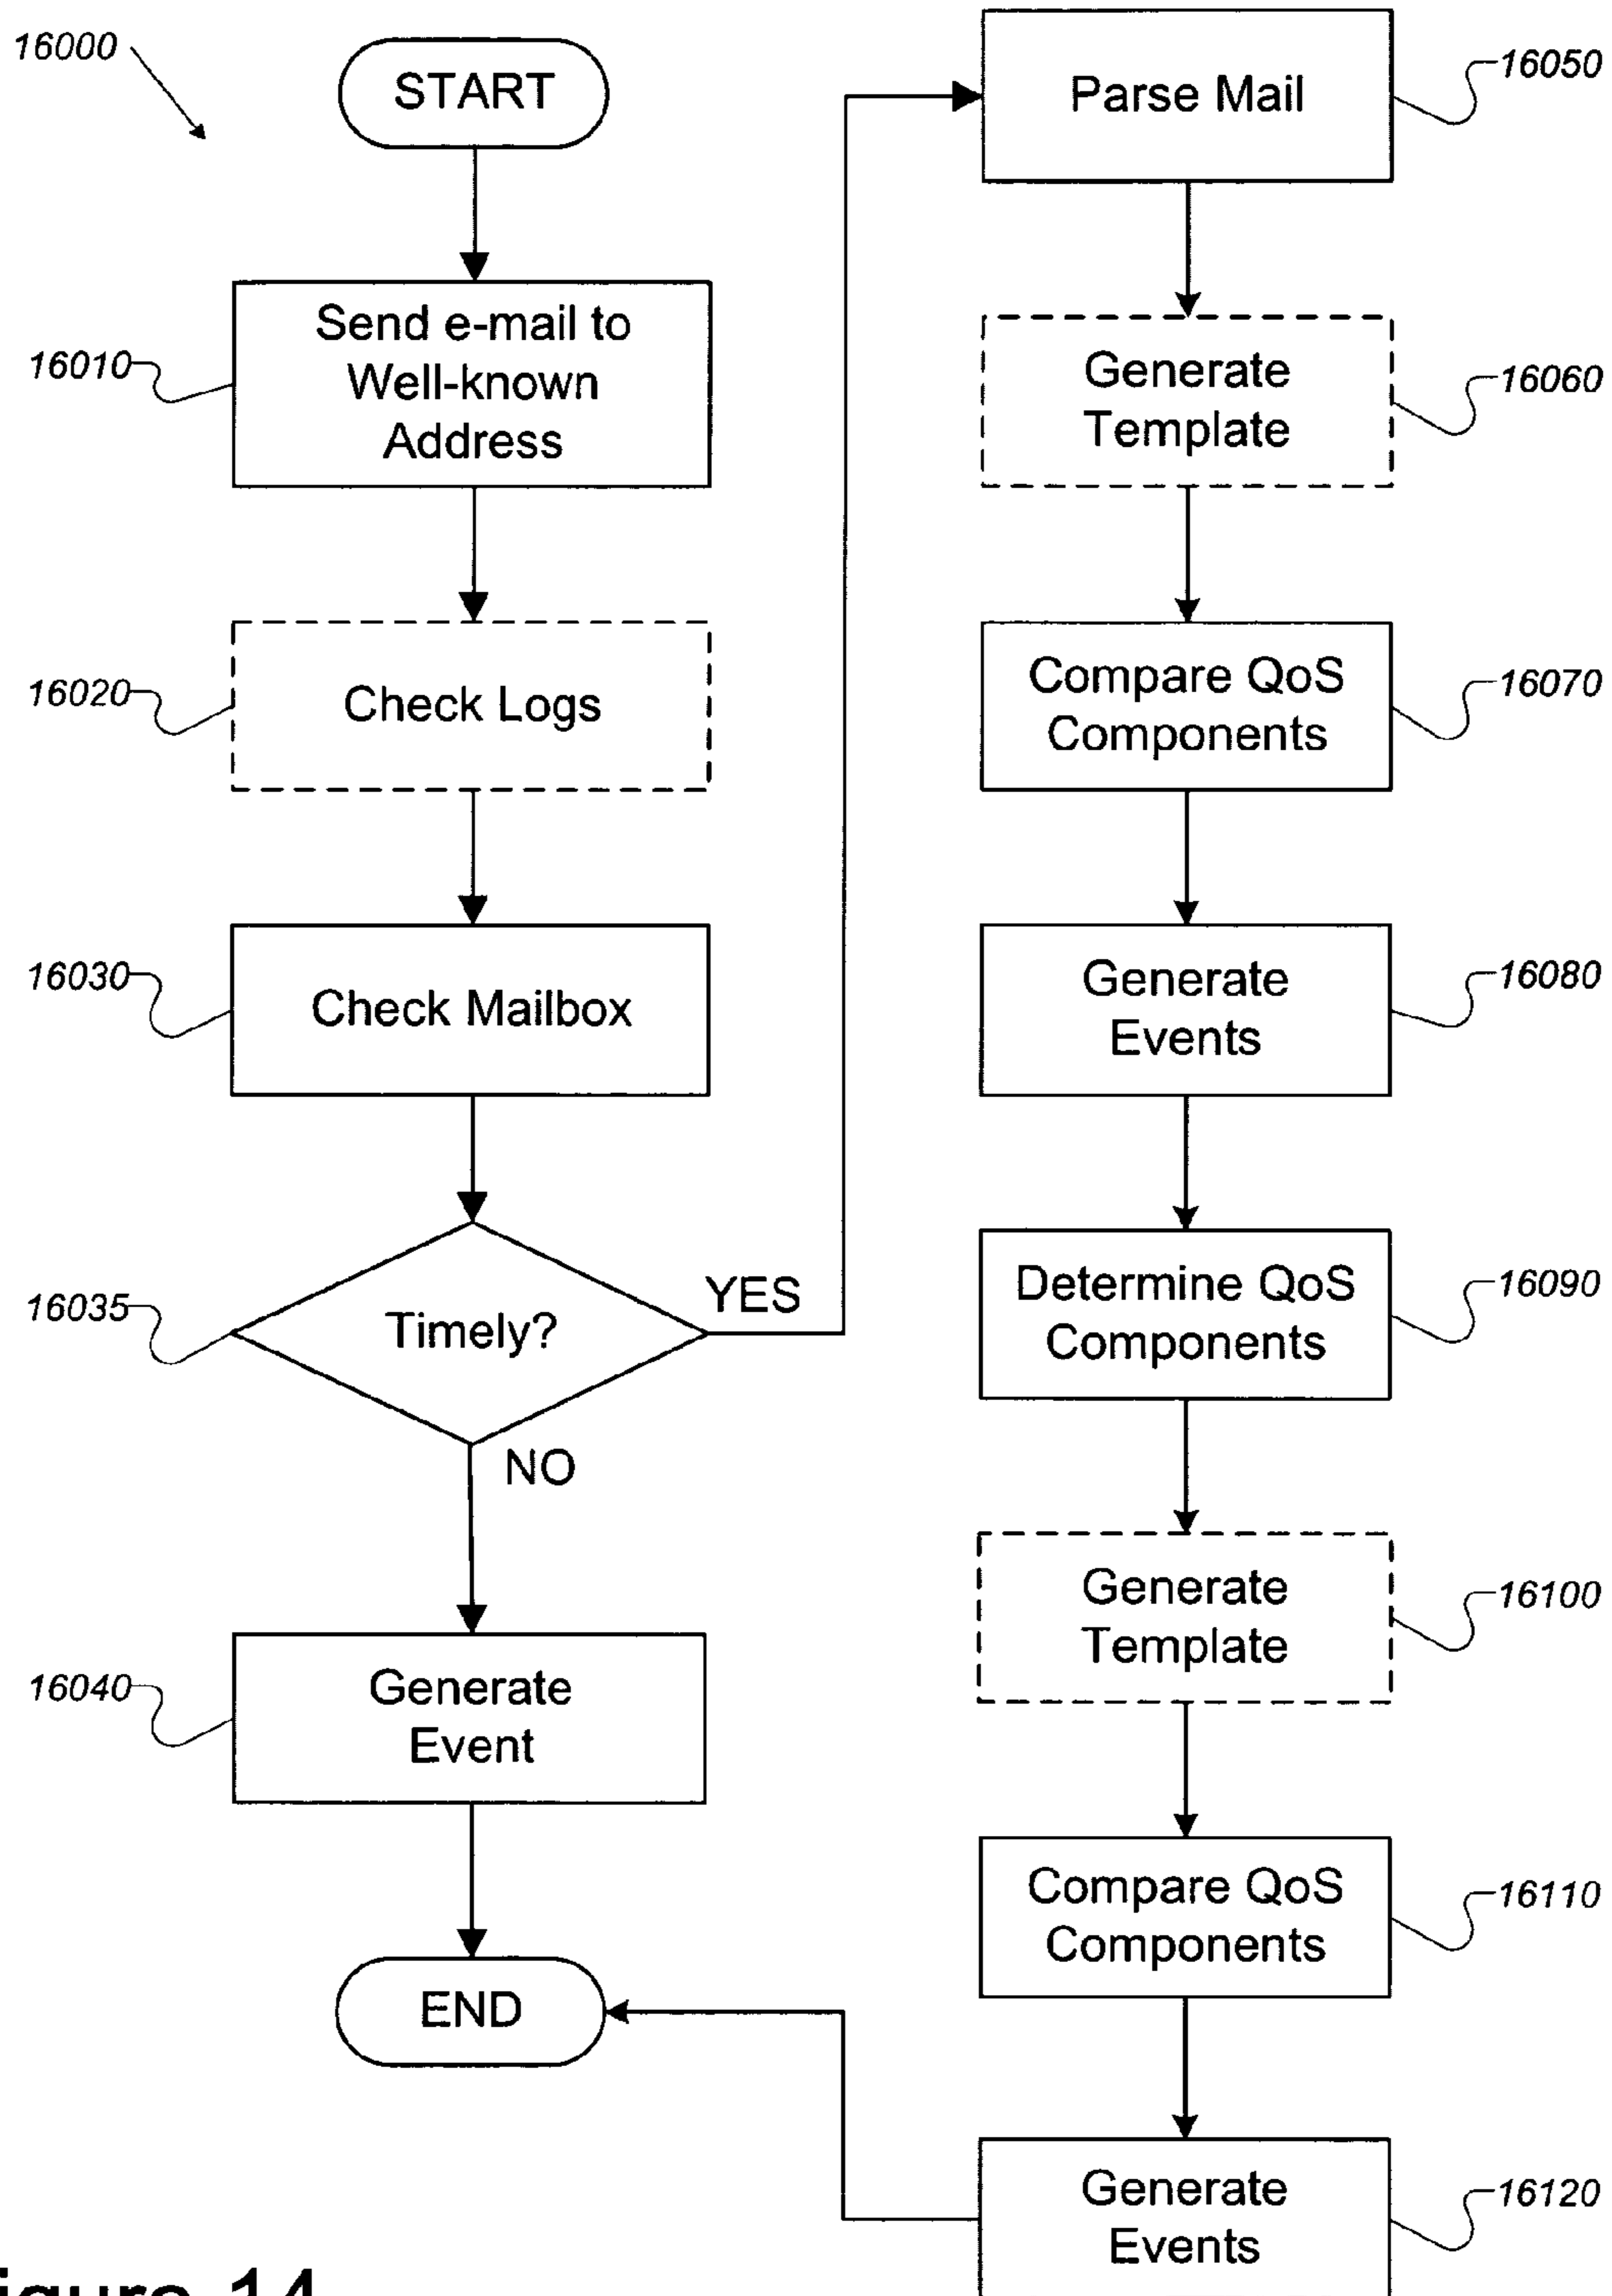 16000
START
16010
Send e-mail to
Well-known
Address
16020
Check Logs
16030
Check Mailbox
16035
Timely?
YES
NO
16040
Generate
Event
END
Parse Mail
16050
Generate
Template
16060
Compare QoS
Components
16070
Generate
Events
16080
Determine QoS
Components
16090
Generate
Template
16100
Compare QoS
Components
16110
Generate
Events
16120
igure 14